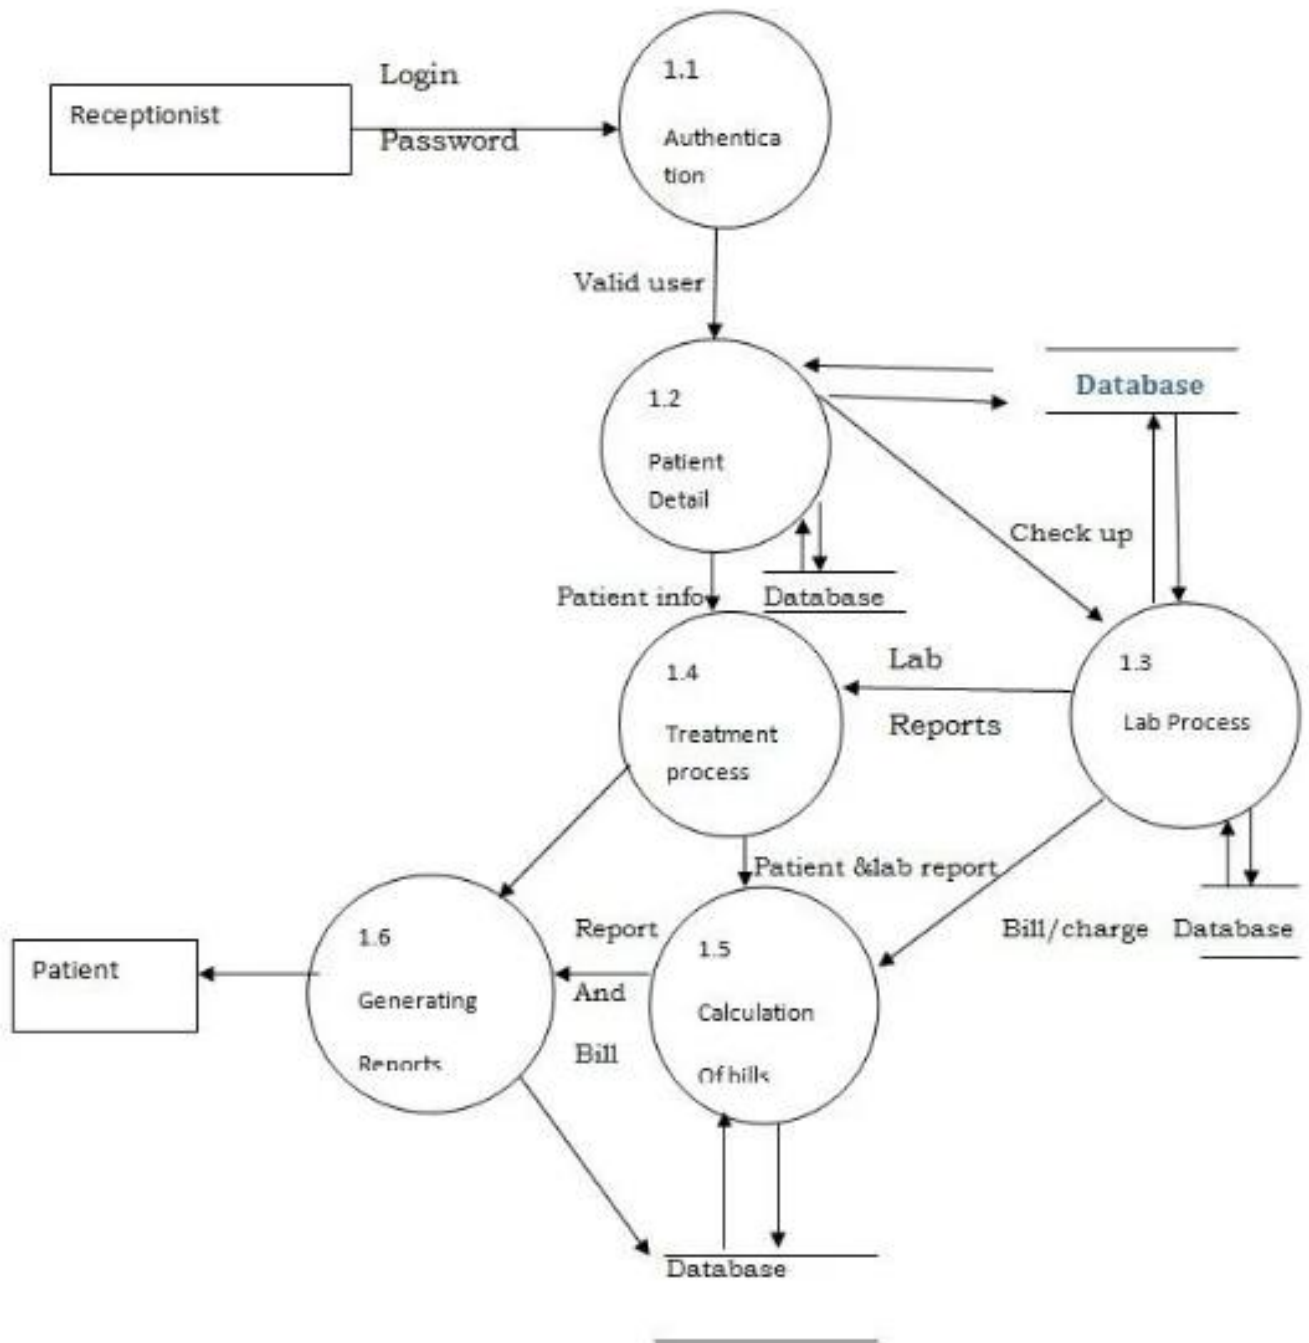 Login
Receptionist
Password
1.1
Authentica
tion
Valid user
Database
1.2
Patient
Detail
Check up
Patient info
Database
1.4
Treatment
process
Lab
Reports
1.3
Lab Process
Patient &lab report
Bill/charge
Database
Patient
1.6
Generating
Reports
Report
And
Bill
1.5
Calculation
Of bills
Database